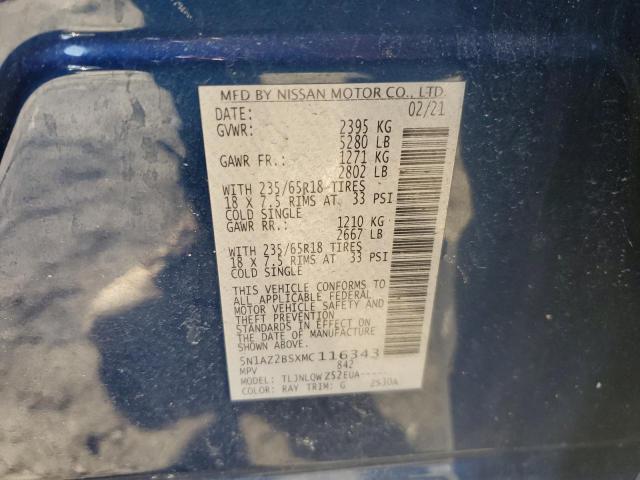 MFD BY NISSAN MOTOR CO., LTD.
DATE: 02/21
GVWR: 2395 KG
5280 LB
GAWR FR.: 1271 KG
2802 LB
WITH 235/65R18 TIRES
18 X 7.5 RIMS AT 33 PSI
COLD SINGLE
GAWR RR.: 1210 KG
2667 LB
WITH 235/65R18 TIRES
18 X 7.5 RIMS AT 33 PSI
COLD SINGLE
THIS VEHICLE CONFORMS TO
ALL APPLICABLE FEDERAL
MOTOR VEHICLE SAFETY AND
THEFT PREVENTION
STANDARDS IN EFFECT ON
THE DATE OF MANUFACTURE
SHOWN ABOVE.
5N1AZ2BSXMC116343
MPV 842
MODEL: TLJNLQWZS2EUA-----
COLOR: RAY TRIM: G 2S30A